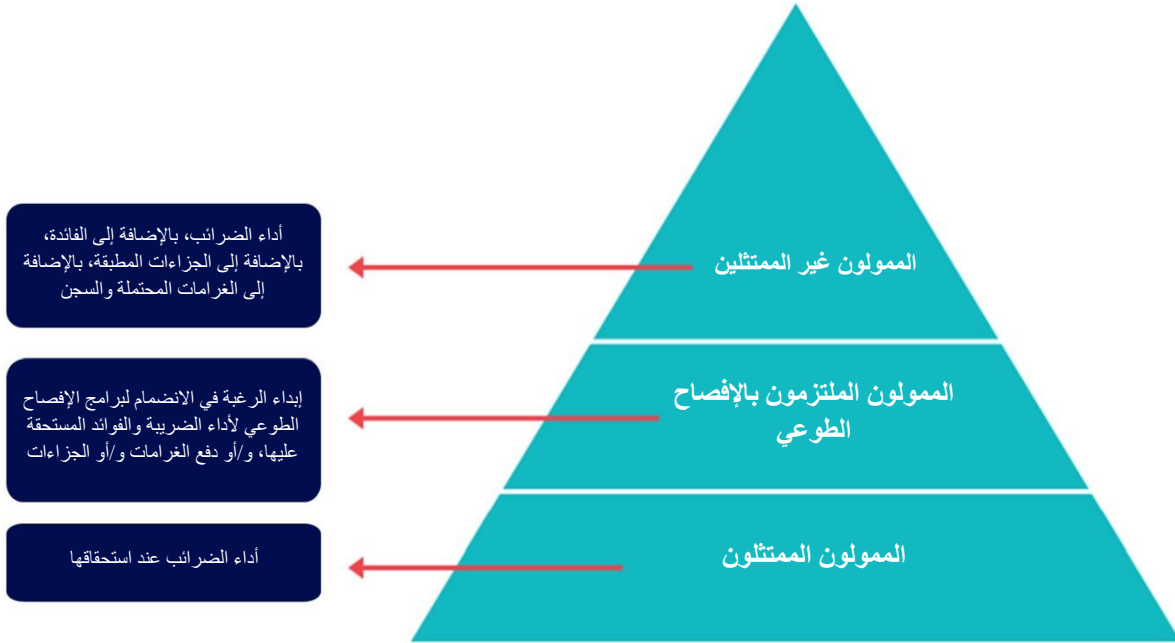 الممولون غير الممتثلين
أداء الضرائب، بالإضافة إلى الفائدة،
بالإضافة إلى الجزاءات المطبقة، بالإضافة
إلى الغرامات المحتملة والسجن
الممولون الملتزمون بالإفصاح
الطوعي
إبداء الرغبة في الانضمام لبرامج الإفصاح
الطوعي لأداء الضريبة والفوائد المستحقة
عليها، و/أو دفع الغرامات و/أو الجزاءات
الممولون الممتثلون
أداء الضرائب عند استحقاقها